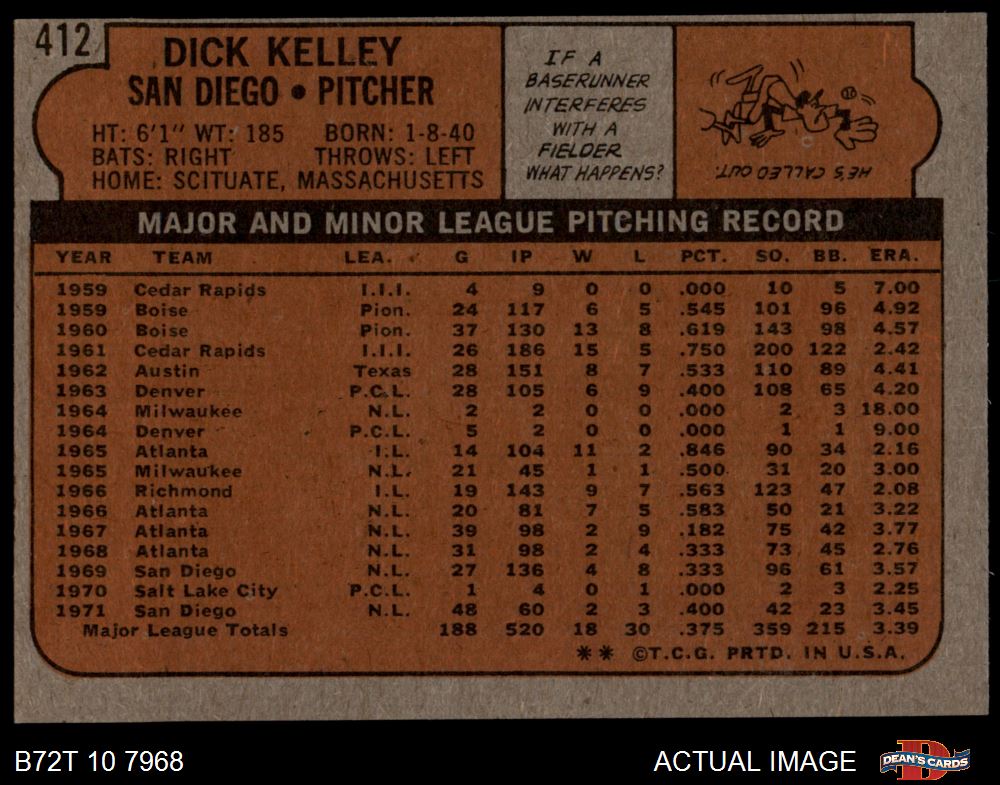 412
DICK KELLEY
SAN DIEGO • PITCHER
HT: 6'1" WT: 185 BORN: 1-8-40
BATS: RIGHT THROWS: LEFT
HOME: SCITUATE, MASSACHUSETTS
IF A
BASERUNNER
INTERFERES
WITH A
FIELDER
WHAT HAPPENS?
HE'S CALLED OUT.
MAJOR AND MINOR LEAGUE PITCHING RECORD
YEAR TEAM LEA. G IP W L PCT. SO. BB. ERA.
1959 Cedar Rapids I.I.I. 4 9 0 0 .000 10 5 7.00
1959 Boise Pion. 24 117 6 5 .545 101 96 4.92
1960 Boise Pion. 37 130 13 8 .619 143 98 4.57
1961 Cedar Rapids I.I.I. 26 186 15 5 .750 200 122 2.42
1962 Austin Texas 28 151 8 7 .533 110 89 4.41
1963 Denver P.C.L. 28 105 6 9 .400 108 65 4.20
1964 Milwaukee N.L. 2 2 0 0 .000 2 3 18.00
1964 Denver P.C.L. 5 2 0 0 .000 1 1 9.00
1965 Atlanta I.L. 14 104 11 2 .846 90 34 2.16
1965 Milwaukee N.L. 21 45 1 1 .500 31 20 3.00
1966 Richmond I.L. 19 143 9 7 .563 123 47 2.08
1966 Atlanta N.L. 20 81 7 5 .583 50 21 3.22
1967 Atlanta N.L. 39 98 2 9 .182 75 42 3.77
1968 Atlanta N.L. 31 98 2 4 .333 73 45 2.76
1969 San Diego N.L. 27 136 4 8 .333 96 61 3.57
1970 Salt Lake City P.C.L. 1 4 0 1 .000 2 3 2.25
1971 San Diego N.L. 48 60 2 3 .400 42 23 3.45
Major League Totals 188 520 18 30 .375 359 215 3.39
** ©T.C.G. PRTD. IN U.S.A.
B72T 10 7968
ACTUAL IMAGE
D
DEAN'S CARDS